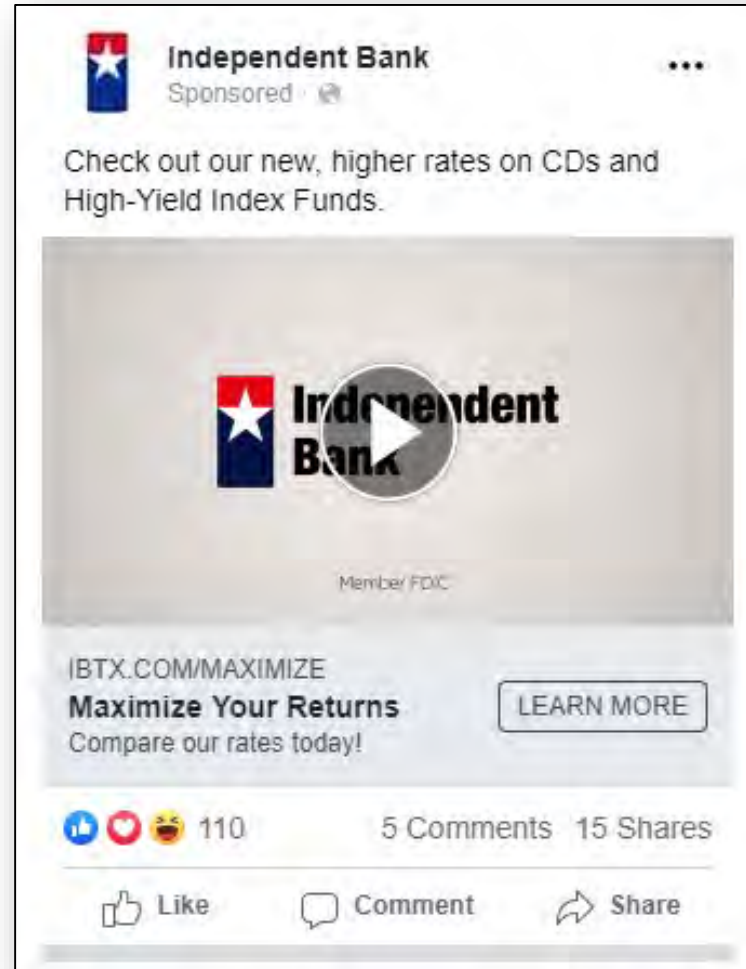 Independent Bank
Sponsored
Check out our new, higher rates on CDs and
High-Yield Index Funds.
Independent
Bank
Member FDIC
IBTX.COM/MAXIMIZE
Maximize Your Returns
Compare our rates today!
LEARN MORE
110 5 Comments 15 Shares
Like Comment Share